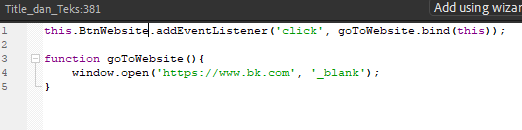 Title_dan_Teks:381
Add using wizar
1 this.BtnWebsite.addEventListener('click', goToWebsite.bind(this));
2
3 function goToWebsite(){
4 window.open('https://www.bk.com', '_blank');
5 }